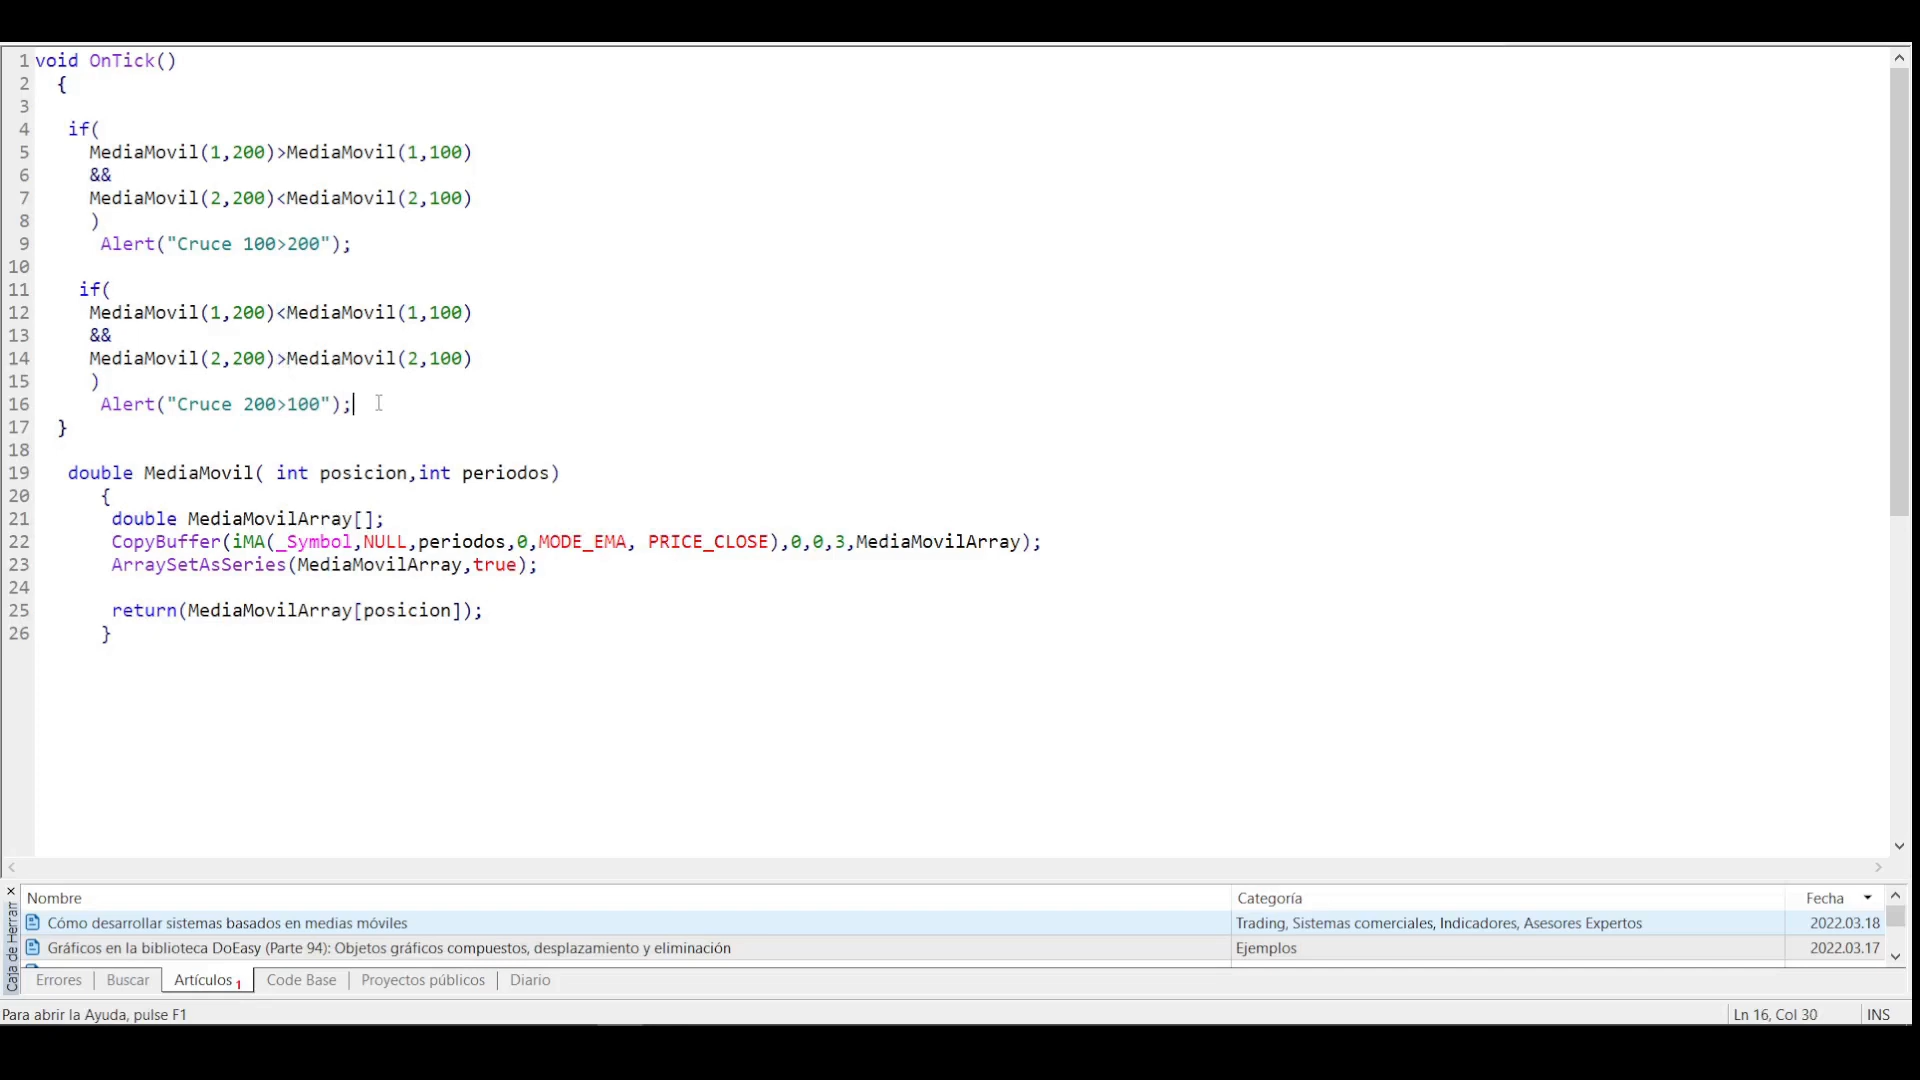 1 void OnTick()
2 {
3
4 if(
5 MediaMovil(1,200)>MediaMovil(1,100)
6 &&
7 MediaMovil(2,200)<MediaMovil(2,100)
8 )
9 Alert("Cruce 100>200");
10
11 if(
12 MediaMovil(1,200)<MediaMovil(1,100)
13 &&
14 MediaMovil(2,200)>MediaMovil(2,100)
15 )
16 Alert("Cruce 200>100");
17 }
18
19 double MediaMovil( int posicion,int periodos)
20 {
21 double MediaMovilArray[];
22 CopyBuffer(iMA(_Symbol,NULL,periodos,0,MODE_EMA, PRICE_CLOSE),0,0,3,MediaMovilArray);
23 ArraySetAsSeries(MediaMovilArray,true);
24
25 return(MediaMovilArray[posicion]);
26 }
Caja de Herram
Nombre Categoría Fecha
Cómo desarrollar sistemas basados en medias móviles Trading, Sistemas comerciales, Indicadores, Asesores Expertos 2022.03.18
Gráficos en la biblioteca DoEasy (Parte 94): Objetos gráficos compuestos, desplazamiento y eliminación Ejemplos 2022.03.17
Errores Buscar Artículos 1 Code Base Proyectos públicos Diario
Para abrir la Ayuda, pulse F1 Ln 16, Col 30 INS